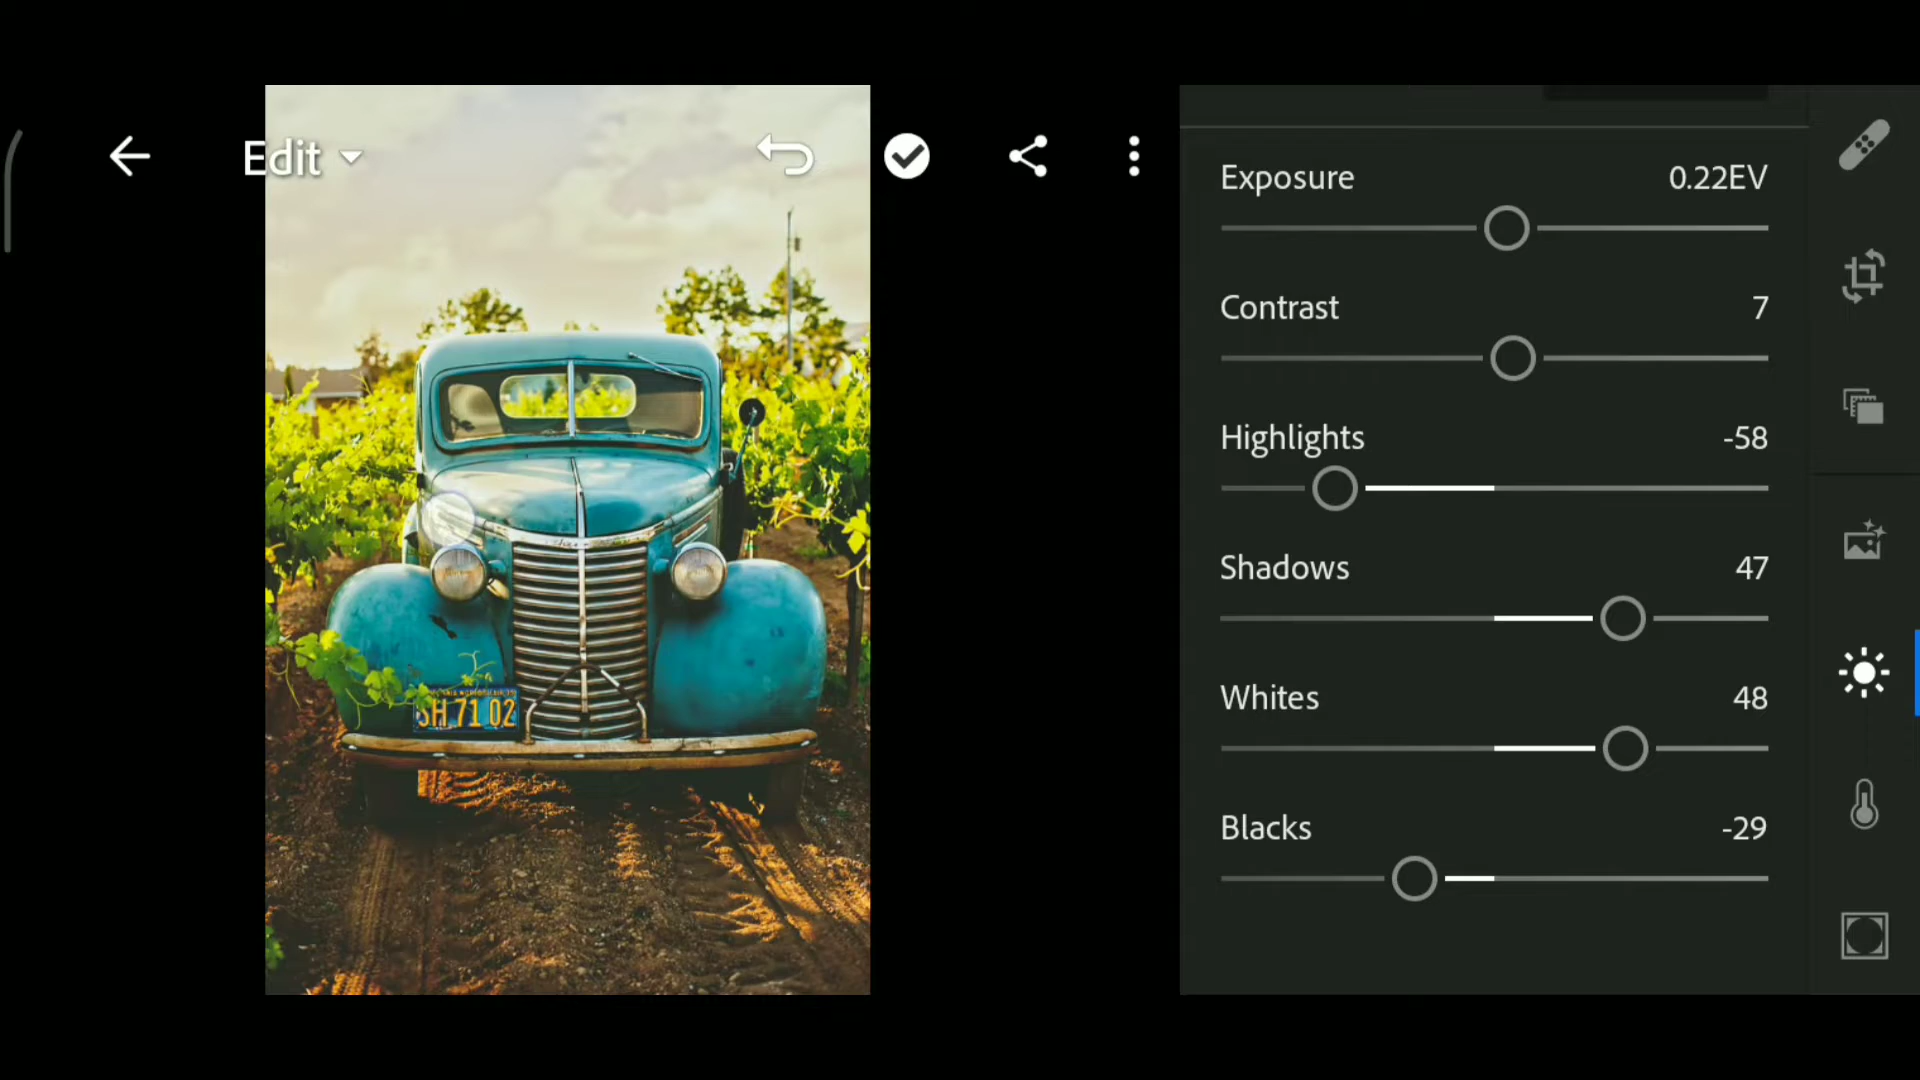 Edit
Exposure 0.22EV
Contrast 7
Highlights -58
Shadows 47
Whites 48
Blacks -29
SH 71 02